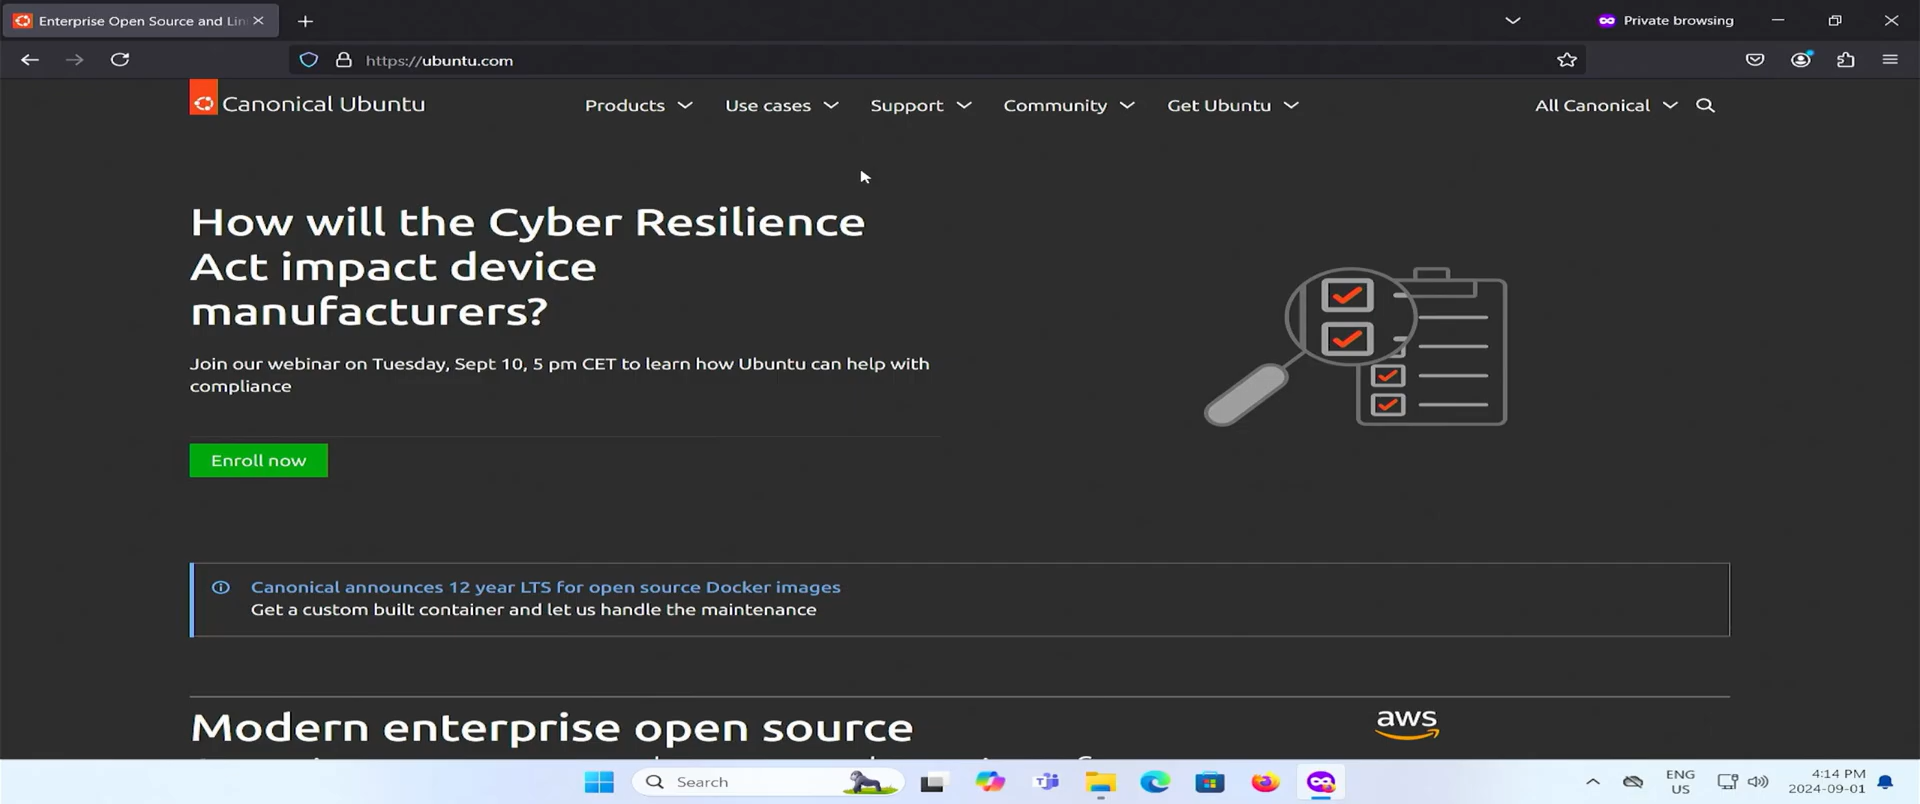 Enterprise Open Source and Lin
Private browsing
https://ubuntu.com
Canonical Ubuntu
Products
Use cases
Support
Community
Get Ubuntu
All Canonical
How will the Cyber Resilience
Act impact device
manufacturers?
Join our webinar on Tuesday, Sept 10, 5 pm CET to learn how Ubuntu can help with
compliance
Enroll now
Canonical announces 12 year LTS for open source Docker images
Get a custom built container and let us handle the maintenance
Modern enterprise open source
aws
Search
ENG
US
4:14 PM
2024-09-01